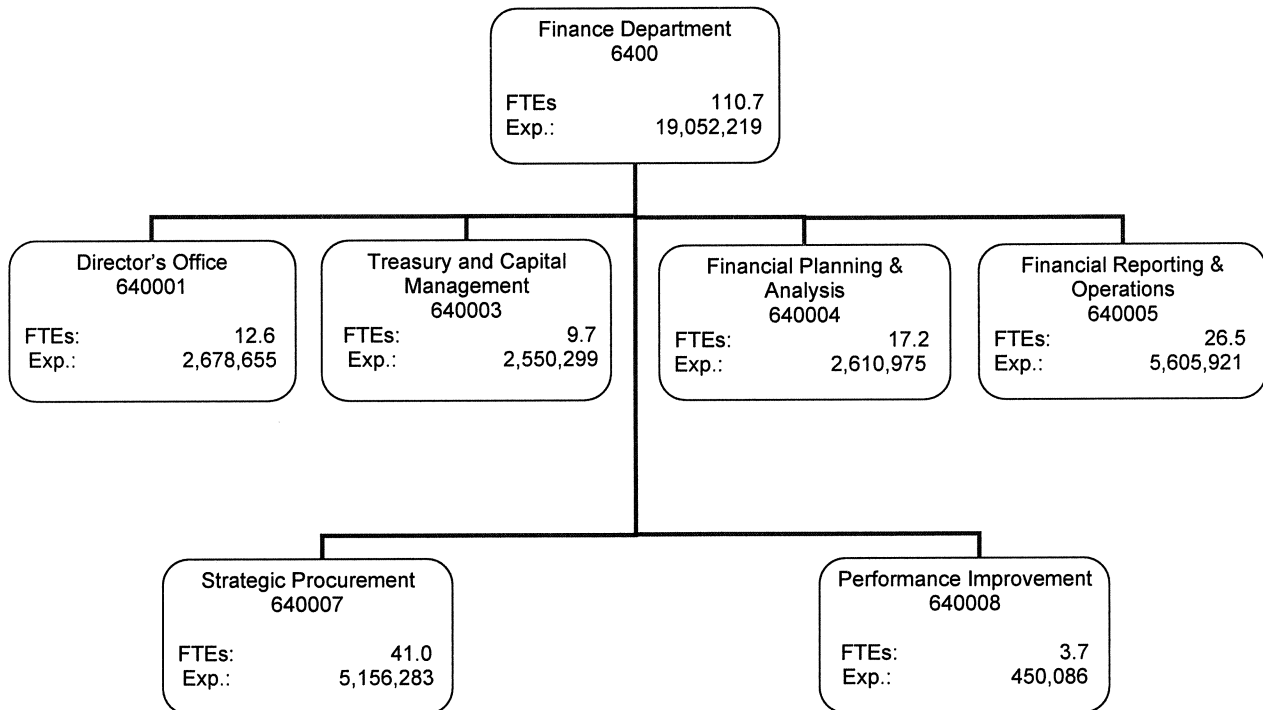 Finance Department
6400
FTEs 110.7
Exp.: 19,052,219
Director's Office
640001
FTEs: 12.6
Exp.: 2,678,655
Treasury and Capital
Management
640003
FTEs: 9.7
Exp.: 2,550,299
Financial Planning &
Analysis
640004
FTEs: 17.2
Exp.: 2,610,975
Financial Reporting &
Operations
640005
FTEs: 26.5
Exp.: 5,605,921
Strategic Procurement
640007
FTEs: 41.0
Exp.: 5,156,283
Performance Improvement
640008
FTEs: 3.7
Exp.: 450,086